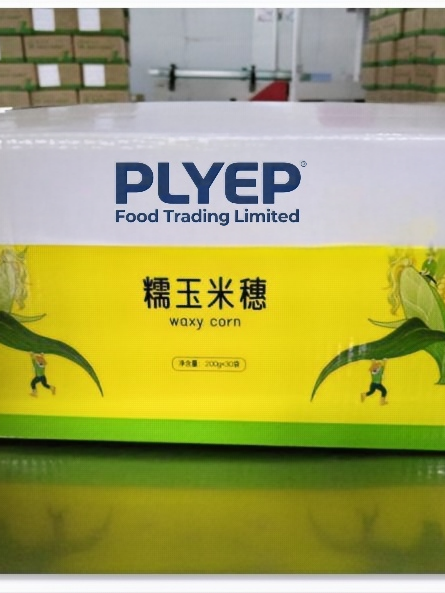 PLYEP®
Food Trading Limited
糯玉米穗
waxy corn
净含量：200g×30袋